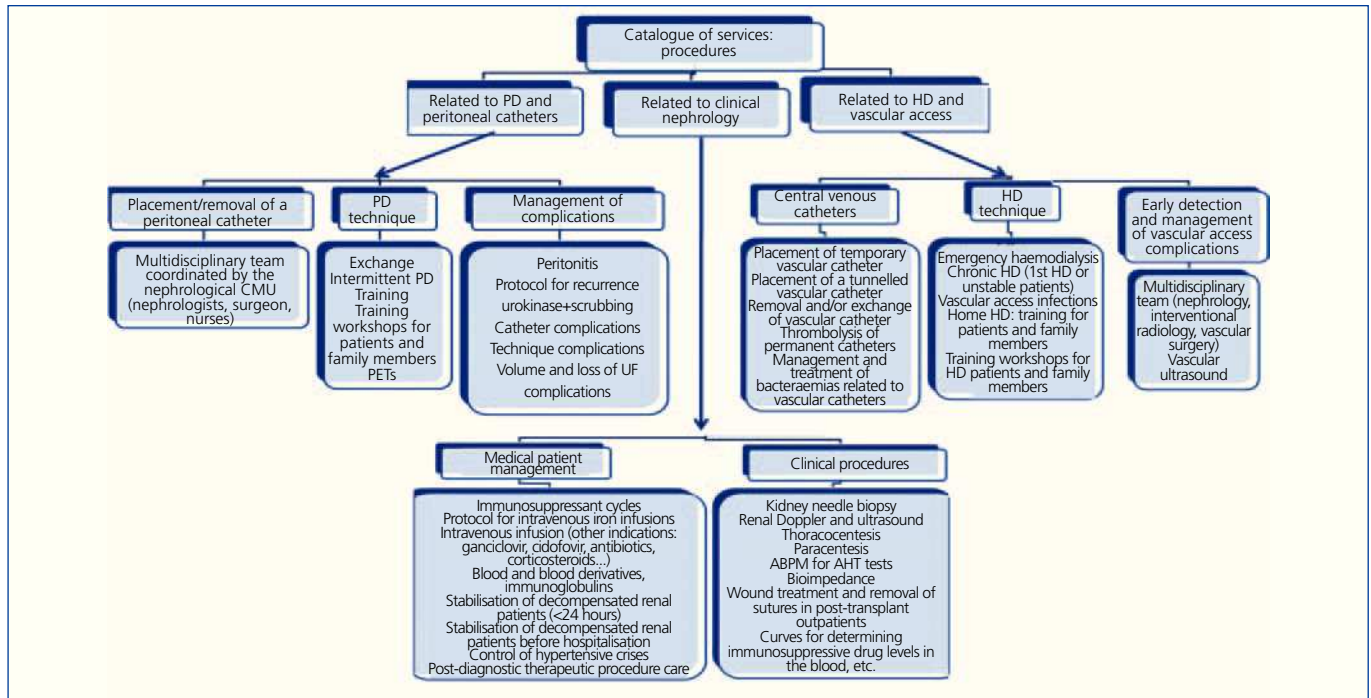 Catalogue of services:
procedures
Related to PD and
peritoneal catheters
Related to clinical
nephrology
Related to HD and
vascular access
Placement/removal of a
peritoneal catheter
Multidisciplinary team
coordinated by the
nephrological CMU
(nephrologists, surgeon,
nurses)
PD
technique
Exchange
Intermittent PD
Training
Training
workshops for
patients and
family members
PETs
Management of
complications
Peritonitis
Protocol for recurrence
urokinase+scrubbing
Catheter complications
Technique complications
Volume and loss of UF
complications
Central venous
catheters
Placement of temporary
vascular catheter
Placement of a tunnelled
vascular catheter
Removal and/or exchange
of vascular catheter
Thrombolysis of
permanent catheters
Management and
treatment of
bacteraemias related to
vascular catheters
HD
technique
Emergency haemodialysis
Chronic HD (1st HD or
unstable patients)
Vascular access infections
Home HD: training for
patients and family
members
Training workshops for
HD patients and family
members
Early detection
and management
of vascular access
complications
Multidisciplinary
team (nephrology,
interventional
radiology, vascular
surgery)
Vascular
ultrasound
Medical patient
management
Immunosuppressant cycles
Protocol for intravenous iron infusions
Intravenous infusion (other indications:
ganciclovir, cidofovir, antibiotics,
corticosteroids...)
Blood and blood derivatives,
immunoglobulins
Stabilisation of decompensated renal
patients (<24 hours)
Stabilisation of decompensated renal
patients before hospitalisation
Control of hypertensive crises
Post-diagnostic therapeutic procedure care
Clinical procedures
Kidney needle biopsy
Renal Doppler and ultrasound
Thoracocentesis
Paracentesis
ABPM for AHT tests
Bioimpedance
Wound treatment and removal of
sutures in post-transplant
outpatients
Curves for determining
immunosuppressive drug levels in
the blood, etc.